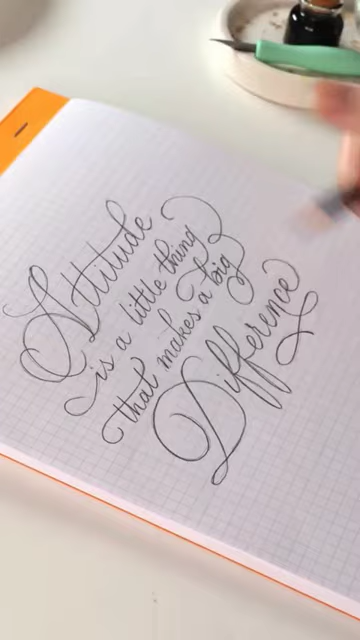 Attitude
is a little thing
that makes a big
Difference